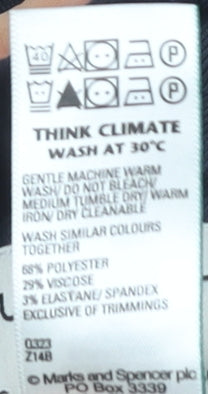 40 P
P
THINK CLIMATE
WASH AT 30°C
GENTLE MACHINE WARM
WASH/ DO NOT BLEACH/
MEDIUM TUMBLE DRY/ WARM
IRON/ DRY CLEANABLE
WASH SIMILAR COLOURS
TOGETHER
68% POLYESTER
29% VISCOSE
3% ELASTANE/ SPANDEX
EXCLUSIVE OF TRIMMINGS
0323
Z14B
© Marks and Spencer plc
PO Box 3339